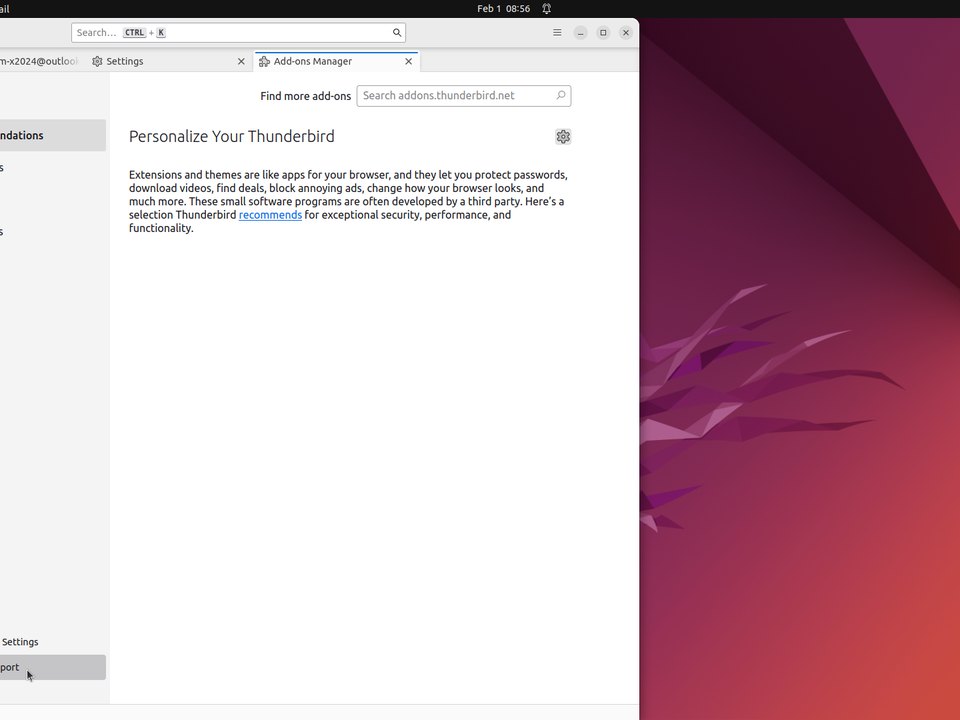 ail
Feb 1 08:56
Search… CTRL + K
m-x2024@outloo
Settings
Add-ons Manager
Find more add-ons
Search addons.thunderbird.net
ndations
Personalize Your Thunderbird
s
Extensions and themes are like apps for your browser, and they let you protect passwords,
download videos, find deals, block annoying ads, change how your browser looks, and
much more. These small software programs are often developed by a third party. Here's a
selection Thunderbird recommends for exceptional security, performance, and
functionality.
s
Settings
port